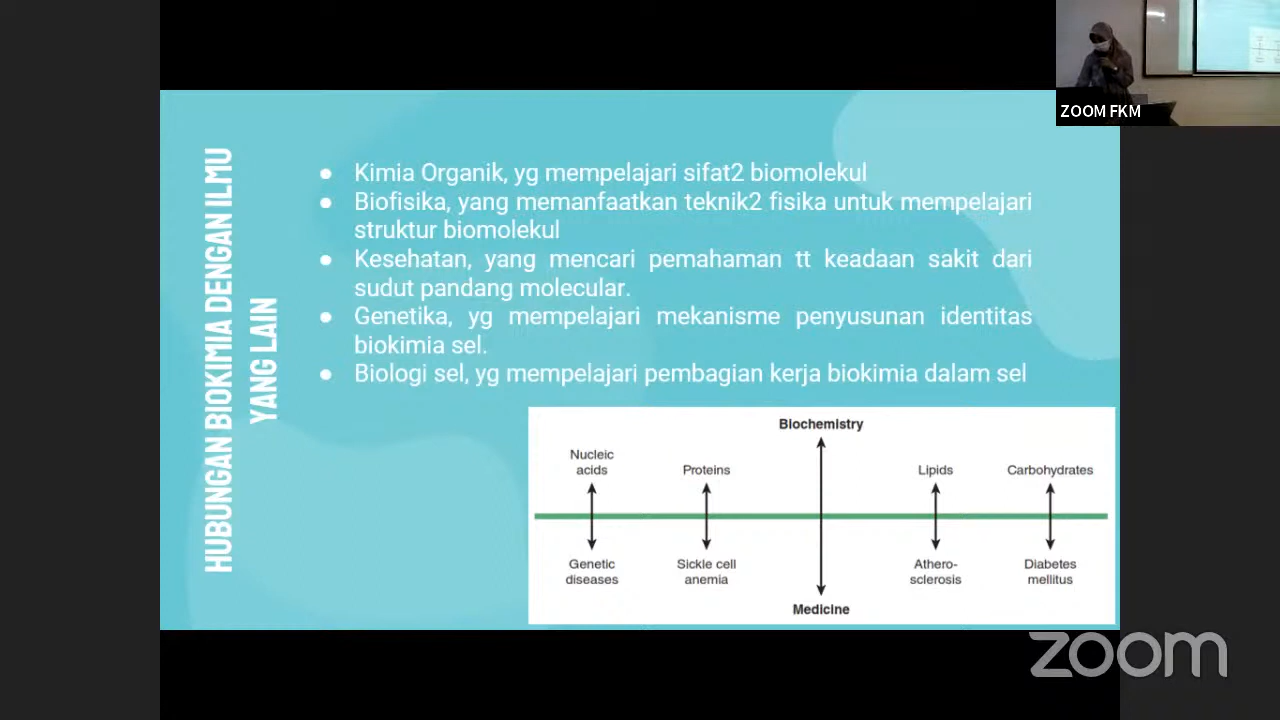 ZOOM FKM
HUBUNGAN BIOKIMIA DENGAN ILMU
YANG LAIN
● Kimia Organik, yg mempelajari sifat2 biomolekul
● Biofisika, yang memanfaatkan teknik2 fisika untuk mempelajari
struktur biomolekul
● Kesehatan, yang mencari pemahaman tt keadaan sakit dari
sudut pandang molecular.
● Genetika, yg mempelajari mekanisme penyusunan identitas
biokimia sel.
● Biologi sel, yg mempelajari pembagian kerja biokimia dalam sel
Biochemistry
Nucleic
acids
Proteins
Lipids
Carbohydrates
Genetic
diseases
Sickle cell
anemia
Athero-
sclerosis
Diabetes
mellitus
Medicine
zoom